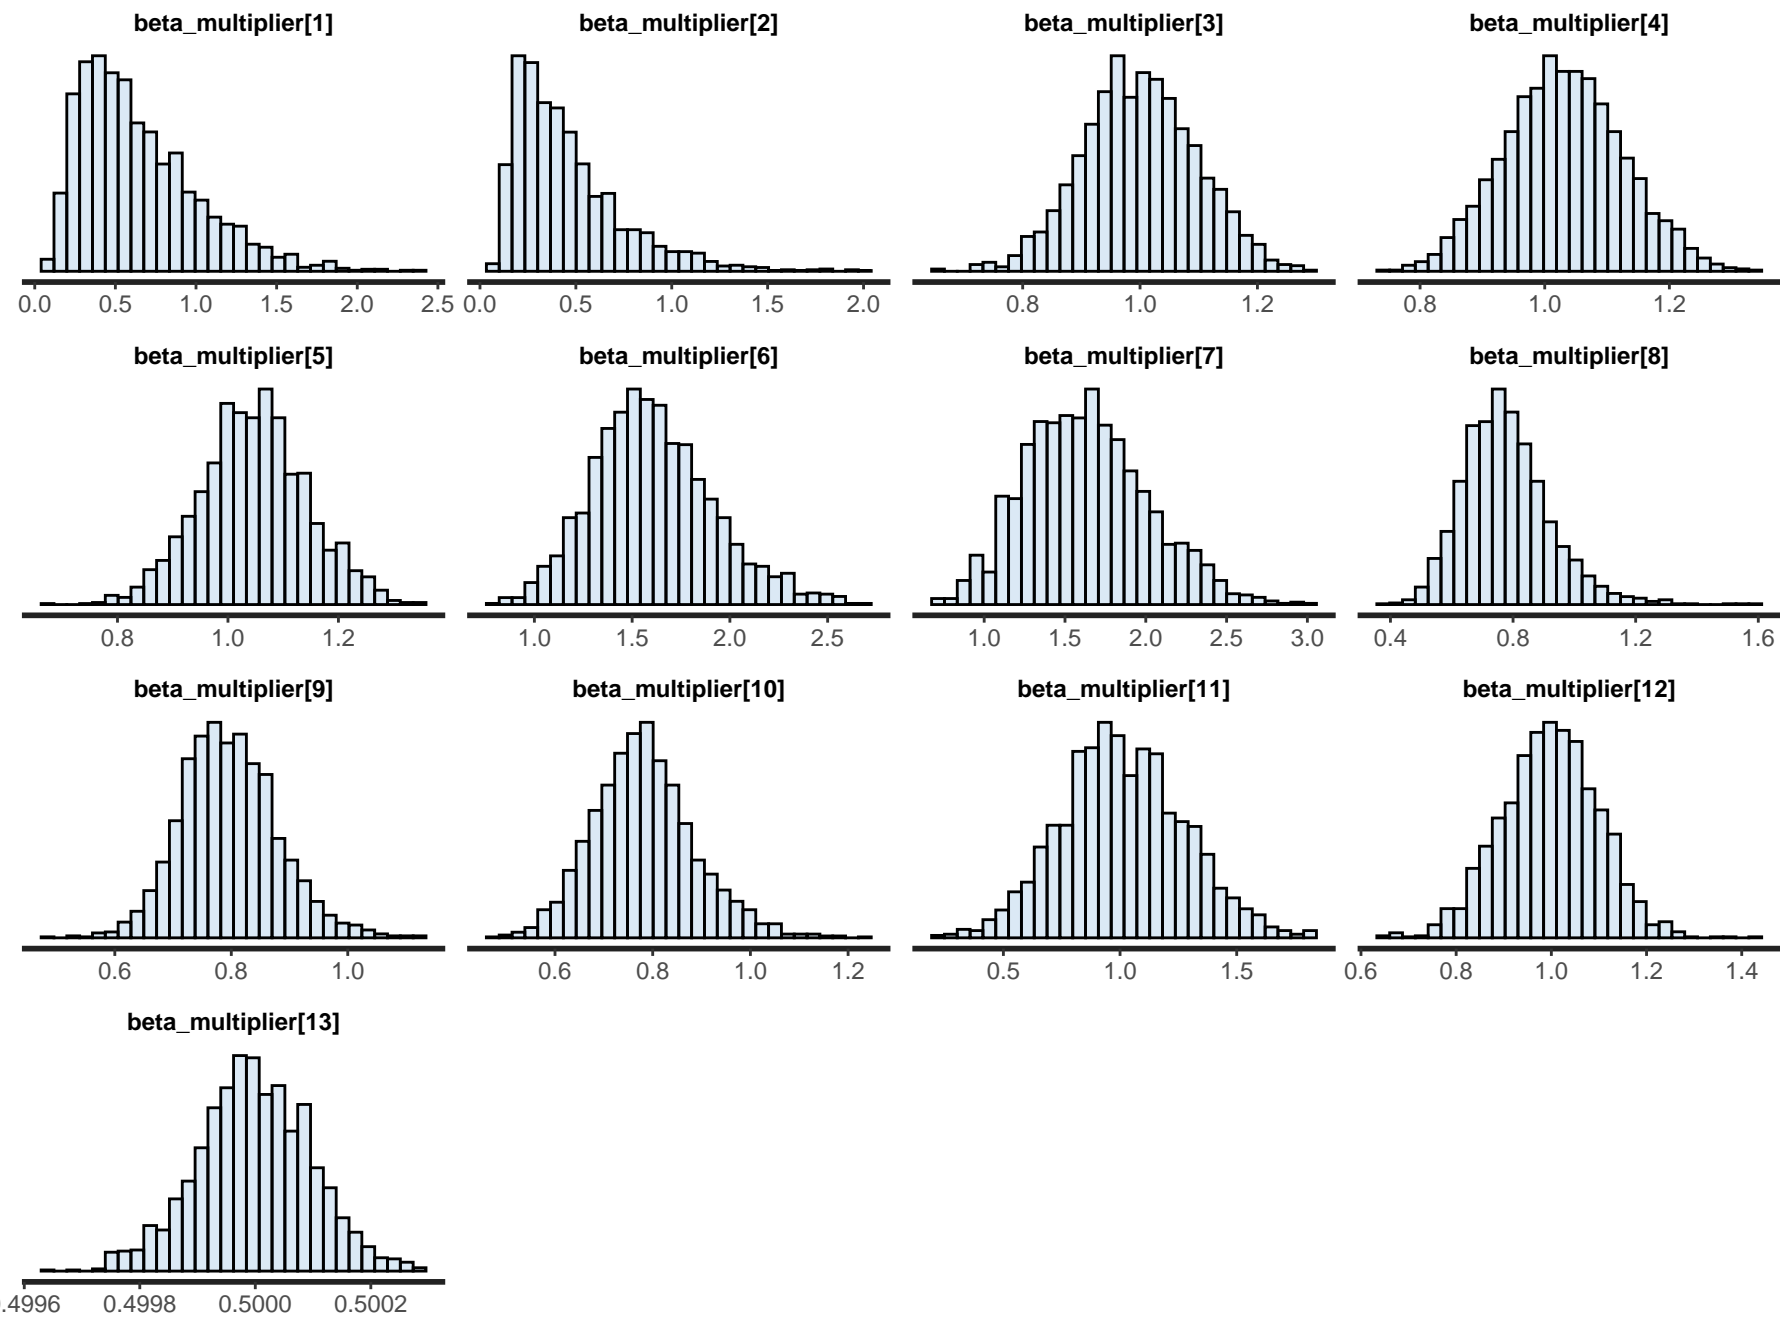 beta_multiplier[1] beta_multiplier[2] beta_multiplier[3] beta_multiplier[4]
0.0 0.5 1.0 1.5 2.0 2.5 0.0 0.5 1.0 1.5 2.0 0.8 1.0 1.2 0.8 1.0 1.2
beta_multiplier[5] beta_multiplier[6] beta_multiplier[7] beta_multiplier[8]
0.8 1.0 1.2 1.0 1.5 2.0 2.5 1.0 1.5 2.0 2.5 3.0 0.4 0.8 1.2 1.6
beta_multiplier[9] beta_multiplier[10] beta_multiplier[11] beta_multiplier[12]
0.6 0.8 1.0 0.6 0.8 1.0 1.2 0.5 1.0 1.5 0.6 0.8 1.0 1.2 1.4
beta_multiplier[13]
.4996 0.4998 0.5000 0.5002